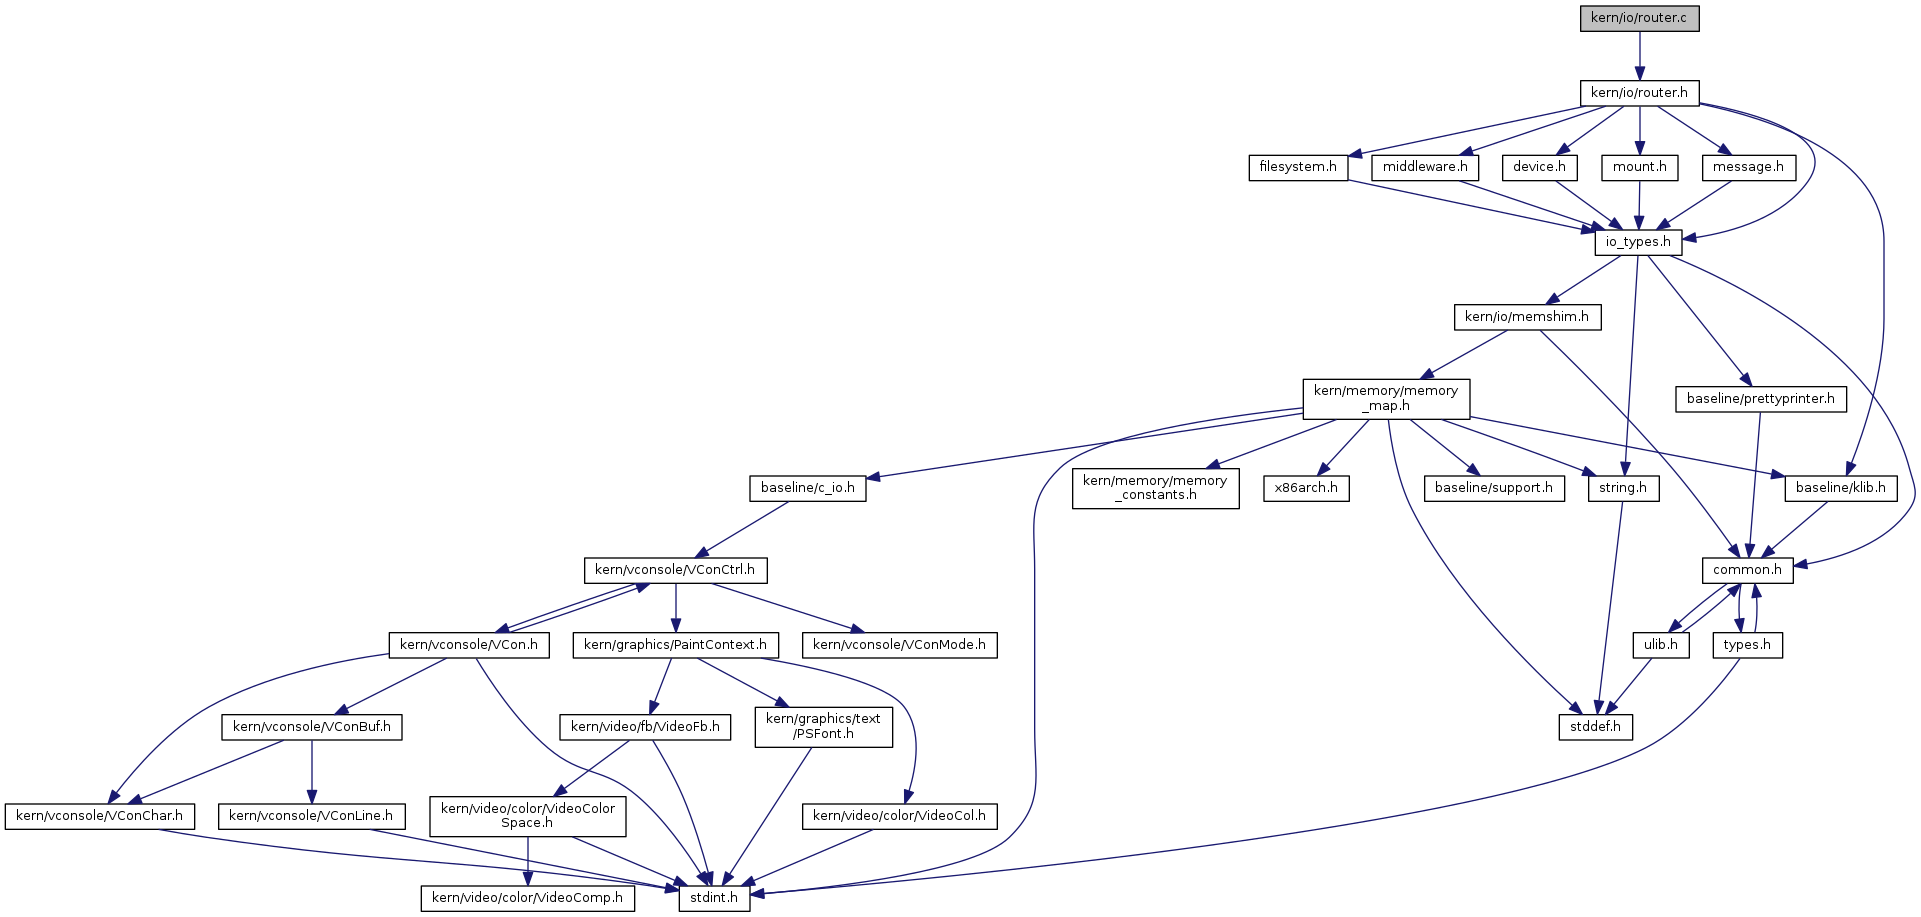 kern/io/router.c
kern/io/router.h
filesystem.h
middleware.h
device.h
mount.h
message.h
io_types.h
kern/io/memshim.h
kern/memory/memory
_map.h
baseline/prettyprinter.h
baseline/c_io.h
kern/memory/memory
_constants.h
x86arch.h
baseline/support.h
string.h
baseline/klib.h
kern/vconsole/VConCtrl.h
common.h
kern/vconsole/VCon.h
kern/graphics/PaintContext.h
kern/vconsole/VConMode.h
ulib.h
types.h
kern/vconsole/VConBuf.h
kern/video/fb/VideoFb.h
kern/graphics/text
/PSFont.h
stddef.h
kern/vconsole/VConChar.h
kern/vconsole/VConLine.h
kern/video/color/VideoColor
Space.h
kern/video/color/VideoCol.h
kern/video/color/VideoComp.h
stdint.h